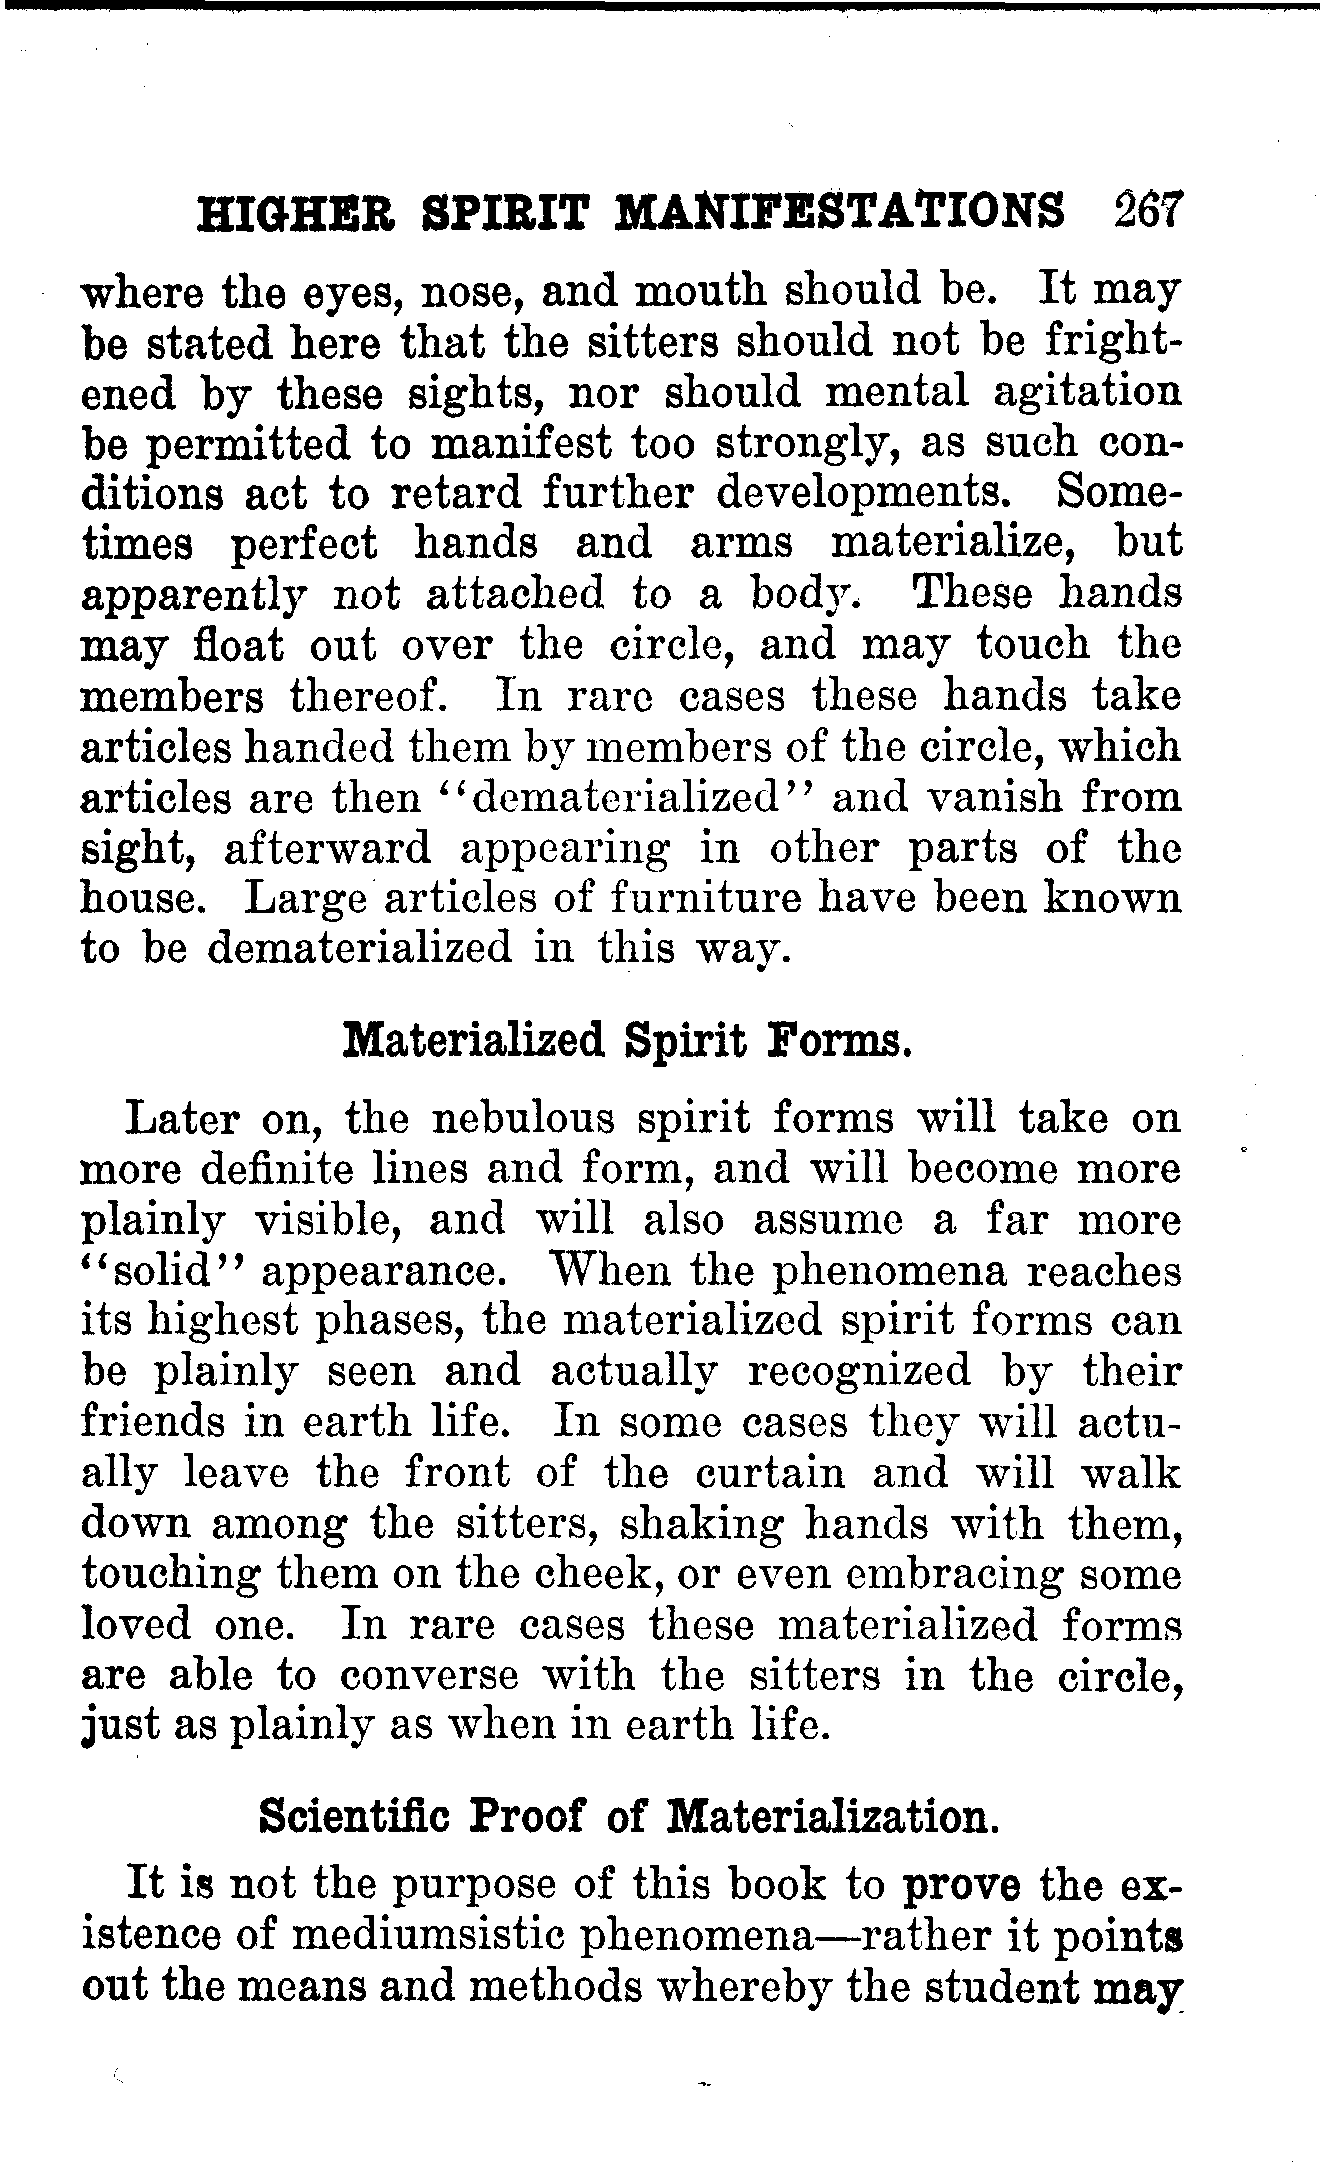 HIGHER SPIRIT MANIFESTATIONS 267
where the eyes, nose, and mouth should be. It may
be stated here that the sitters should not be fright-
ened by these sights, nor should mental agitation
be permitted to manifest too strongly, as such con-
ditions act to retard further developments. Some-
times perfect hands and arms materialize, but
apparently not attached to a body. These hands
may float out over the circle, and may touch the
members thereof. In rare cases these hands take
articles handed them by members of the circle, which
articles are then "dematerialized" and vanish from
sight, afterward appearing in other parts of the
house. Large articles of furniture have been known
to be dematerialized in this way.
Materialized Spirit Forms.
Later on, the nebulous spirit forms will take on
more definite lines and form, and will become more
plainly visible, and will also assume a far more
"solid" appearance. When the phenomena reaches
its highest phases, the materialized spirit forms can
be plainly seen and actually recognized by their
friends in earth life. In some cases they will actu-
ally leave the front of the curtain and will walk
down among the sitters, shaking hands with them,
touching them on the cheek, or even embracing some
loved one. In rare cases these materialized forms
are able to converse with the sitters in the circle,
just as plainly as when in earth life.
Scientific Proof of Materialization.
It is not the purpose of this book to prove the ex-
istence of mediumsistic phenomena—rather it points
out the means and methods whereby the student may